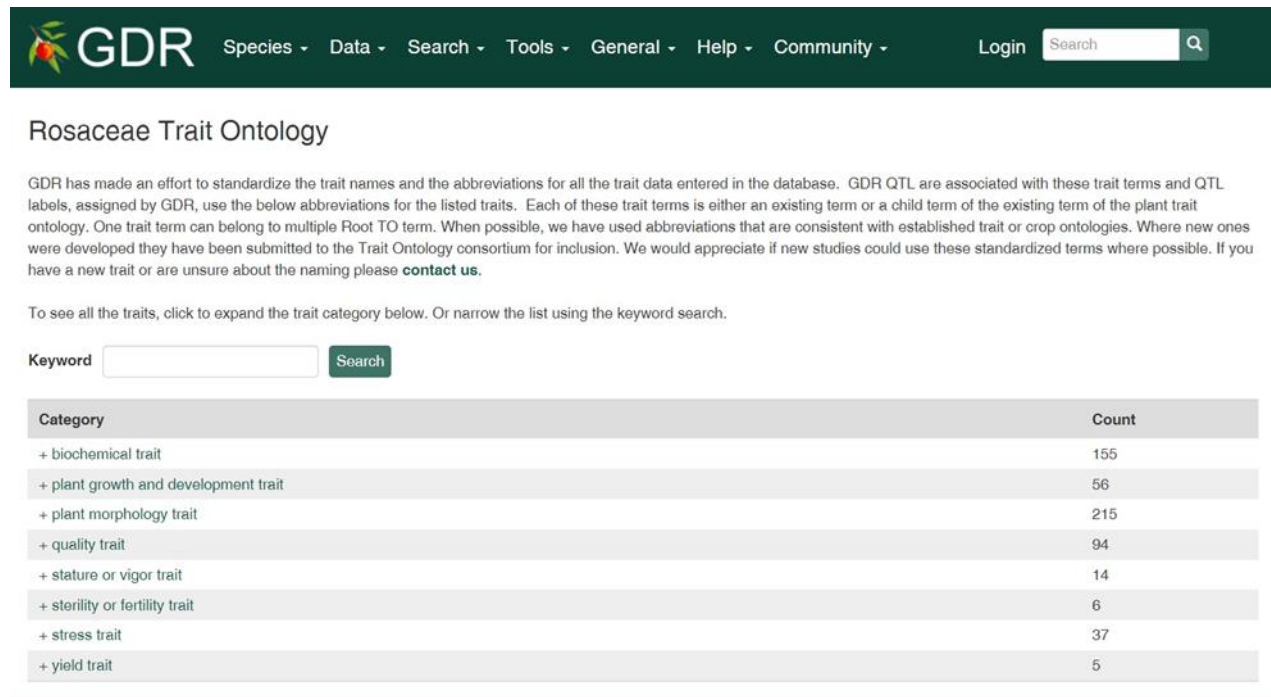 GDR Species Data Search Tools General Help Community Login Search
Rosaceae Trait Ontology
GDR has made an effort to standardize the trait names and the abbreviations for all the trait data entered in the database. GDR QTL are associated with these trait terms and QTL
labels, assigned by GDR, use the below abbreviations for the listed traits. Each of these trait terms is either an existing term or a child term of the existing term of the plant trait
ontology. One trait term can belong to multiple Root TO term. When possible, we have used abbreviations that are consistent with established trait or crop ontologies. Where new ones
were developed they have been submitted to the Trait Ontology consortium for inclusion. We would appreciate if new studies could use these standardized terms where possible. If you
have a new trait or are unsure about the naming please contact us.
To see all the traits, click to expand the trait category below. Or narrow the list using the keyword search.
Keyword Search
Category Count
+ biochemical trait 155
+ plant growth and development trait 56
+ plant morphology trait 215
+ quality trait 94
+ stature or vigor trait 14
+ sterility or fertility trait 6
+ stress trait 37
+ yield trait 5